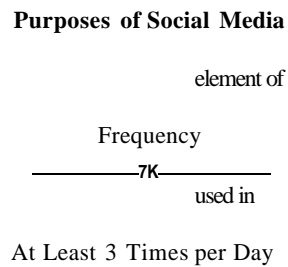 Purposes of Social Media
element of
Frequency
7K
used in
At Least 3 Times per Day